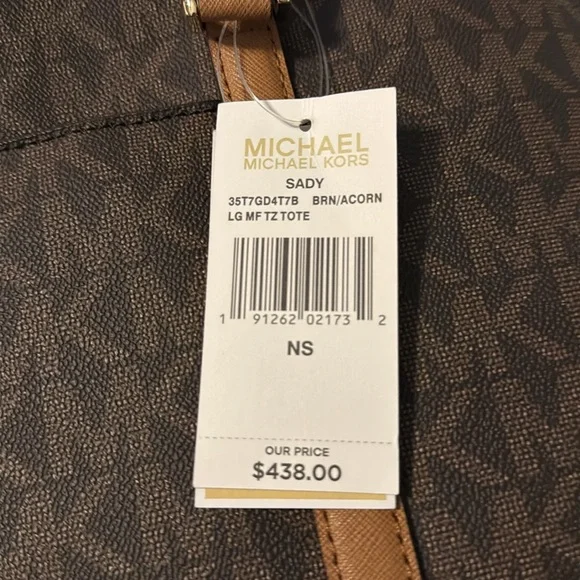 MICHAEL
MICHAEL KORS
SADY
35T7GD4T7B BRN/ACORN
LG MF TZ TOTE
1 91262 02173 2
NS
OUR PRICE
$438.00